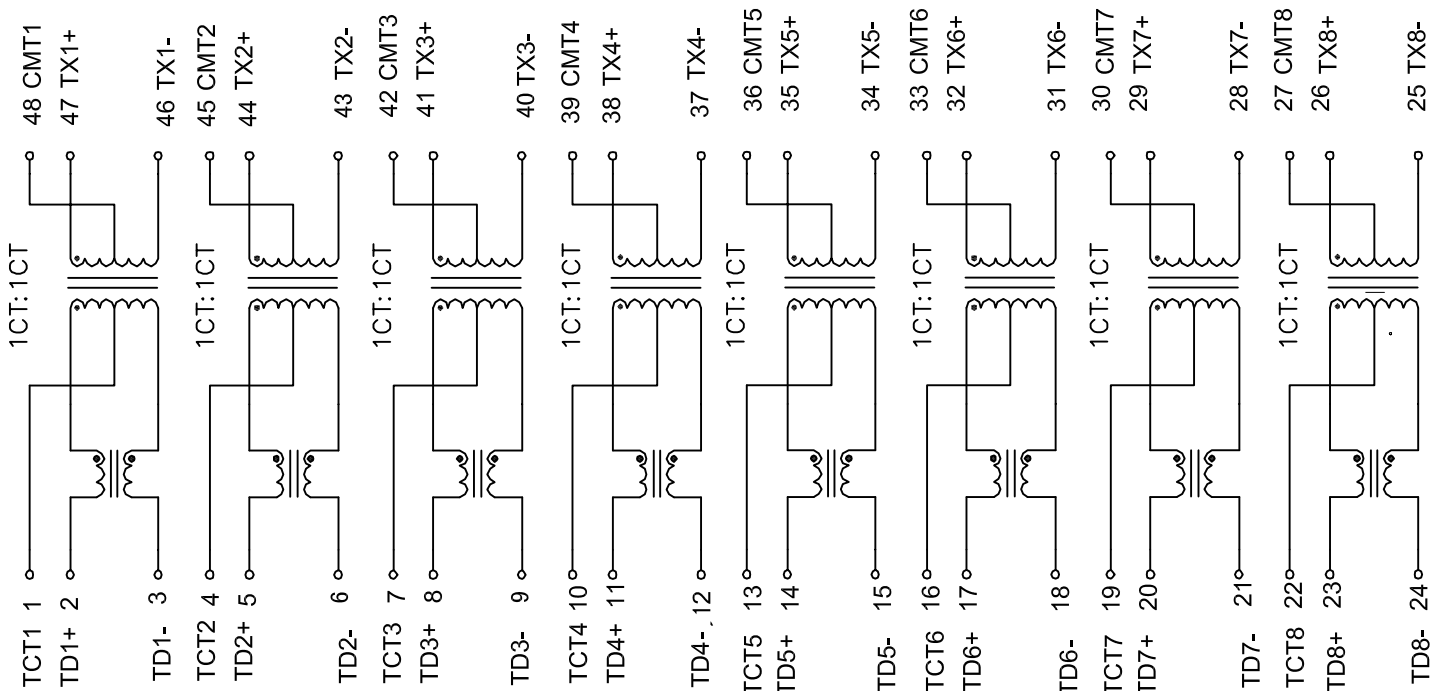 48 CMT1
47 TX1+
46 TX1-
45 CMT2
44 TX2+
43 TX2-
42 CMT3
41 TX3+
40 TX3-
39 CMT4
38 TX4+
37 TX4-
36 CMT5
35 TX5+
34 TX5-
33 CMT6
32 TX6+
31 TX6-
30 CMT7
29 TX7+
28 TX7-
27 CMT8
26 TX8+
25 TX8-
1CT:1CT
1CT:1CT
1CT:1CT
1CT:1CT
1CT:1CT
1CT:1CT
1CT:1CT
1CT:1CT
TCT1 1
TD1+ 2
TD1- 3
TCT2 4
TD2+ 5
TD2- 6
TCT3 7
TD3+ 8
TD3- 9
TCT4 10
TD4+ 11
TD4- 12
TCT5 13
TD5+ 14
TD5- 15
TCT6 16
TD6+ 17
TD6- 18
TCT7 19
TD7+ 20
TD7- 21
TCT8 22
TD8+ 23
TD8- 24